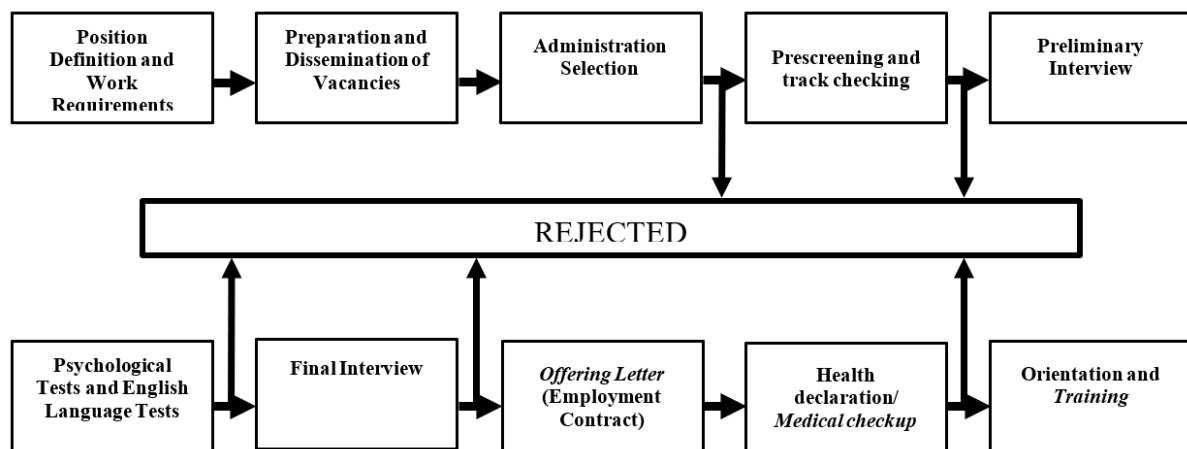 Position
Definition and
Work
Requirements
Preparation and
Dissemination of
Vacancies
Administration
Selection
Prescreening and
track checking
Preliminary
Interview
REJECTED
Psychological
Tests and English
Language Tests
Final Interview
Offering Letter
(Employment
Contract)
Health
declaration/
Medical checkup
Orientation and
Training